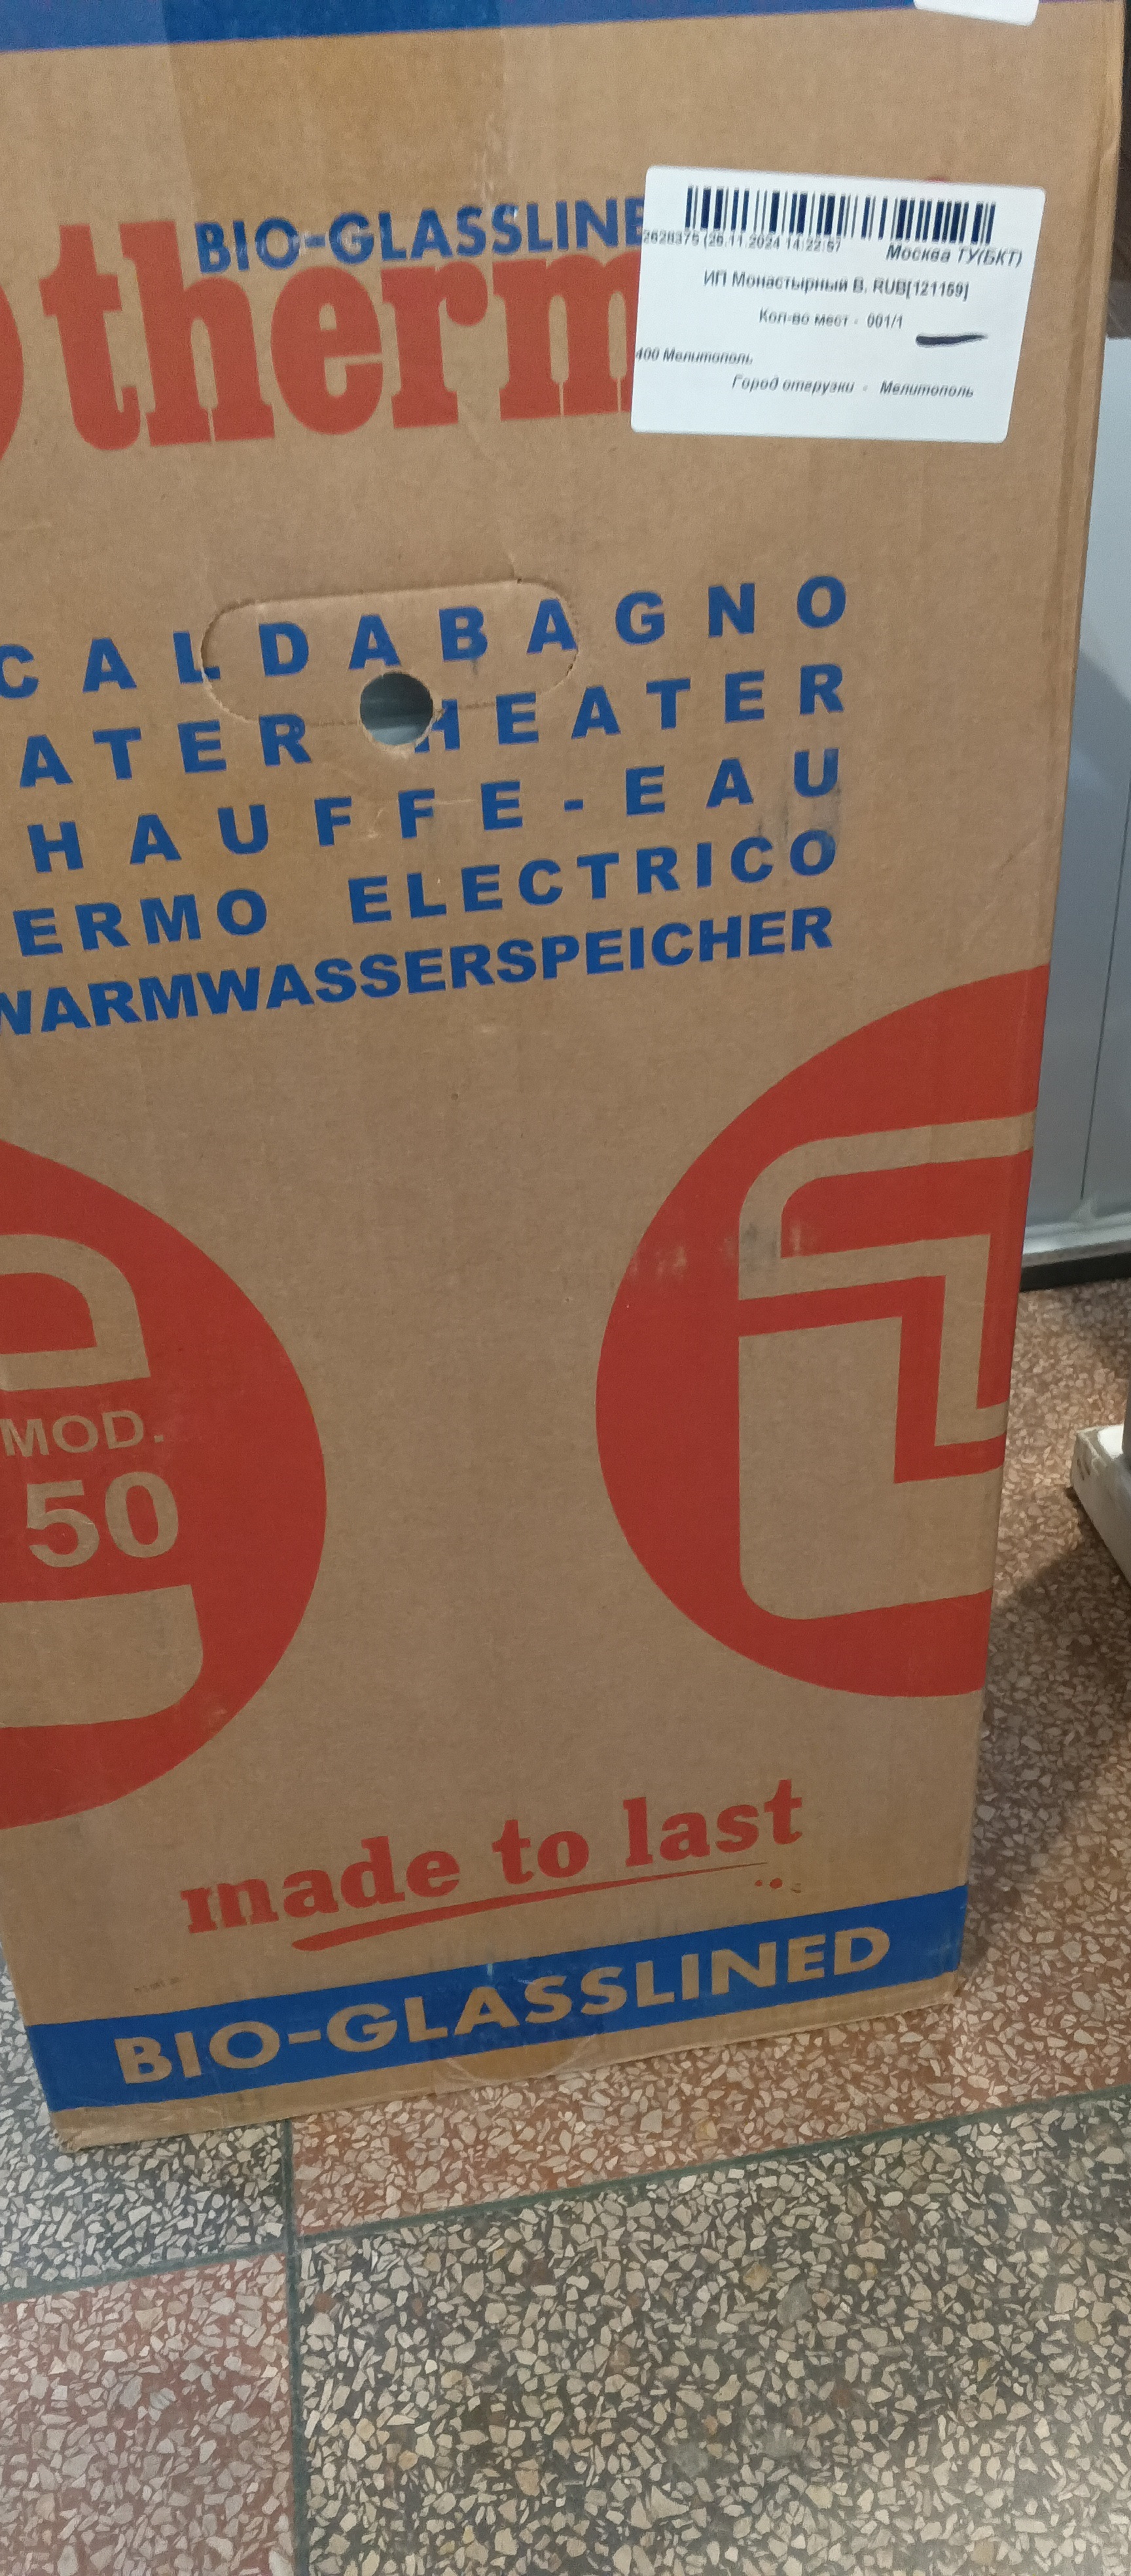 BIO-GLASSLINE
therm
2628375 (26.11.2024 14:22:57
Москва ТУ(БКТ)
ИП Монастырный В. RUB[121159]
Кол-во мест - 001/1
400 Мелитополь
Город отгрузки - Мелитополь
CALDABAGNO
ATER HEATER
HAUFFE-EAU
ERMO ELECTRICO
WARMWASSERSPEICHER
MOD.
50
made to last
BIO-GLASSLINED